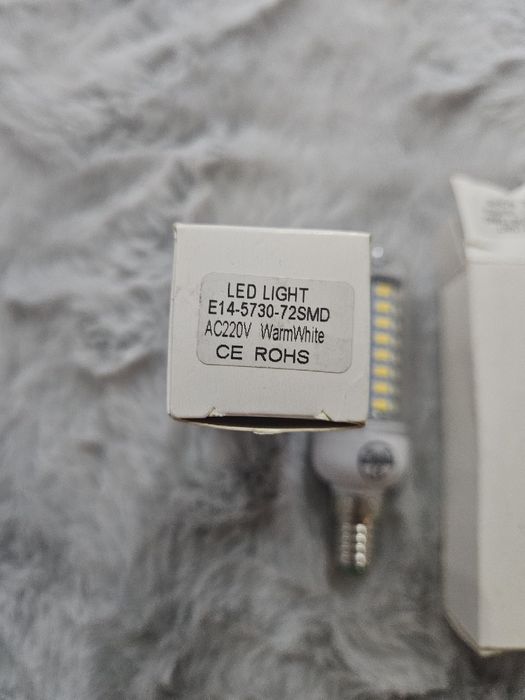 LED LIGHT
E14-5730-72SMD
AC220V WarmWhite
CE ROHS